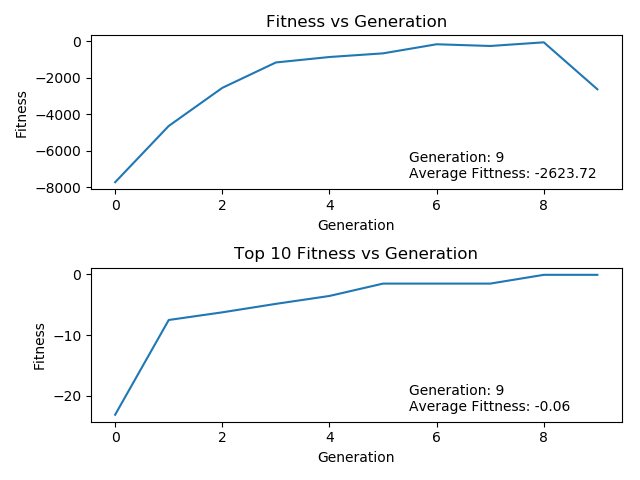 Fitness vs Generation
0
−2000
−4000
−6000
−8000
Fitness
Generation: 9
Average Fittness: -2623.72
0 2 4 6 8
Generation
Top 10 Fitness vs Generation
0
−10
−20
Fitness
Generation: 9
Average Fittness: -0.06
0 2 4 6 8
Generation